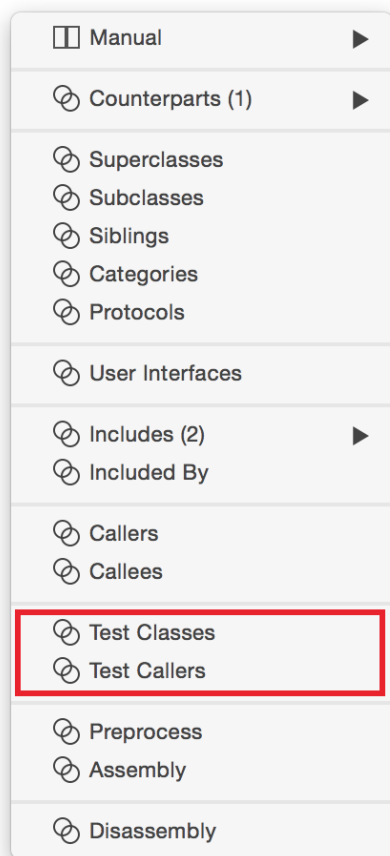 Manual
Counterparts (1)
Superclasses
Subclasses
Siblings
Categories
Protocols
User Interfaces
Includes (2)
Included By
Callers
Callees
Test Classes
Test Callers
Preprocess
Assembly
Disassembly